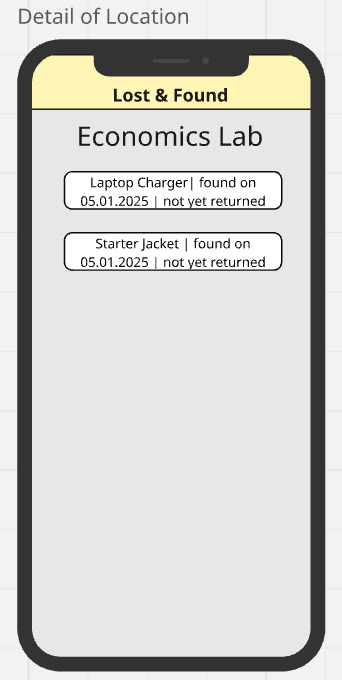 Detail of Location
Lost & Found
Economics Lab
Laptop Charger| found on
05.01.2025 | not yet returned
Starter Jacket | found on
05.01.2025 | not yet returned